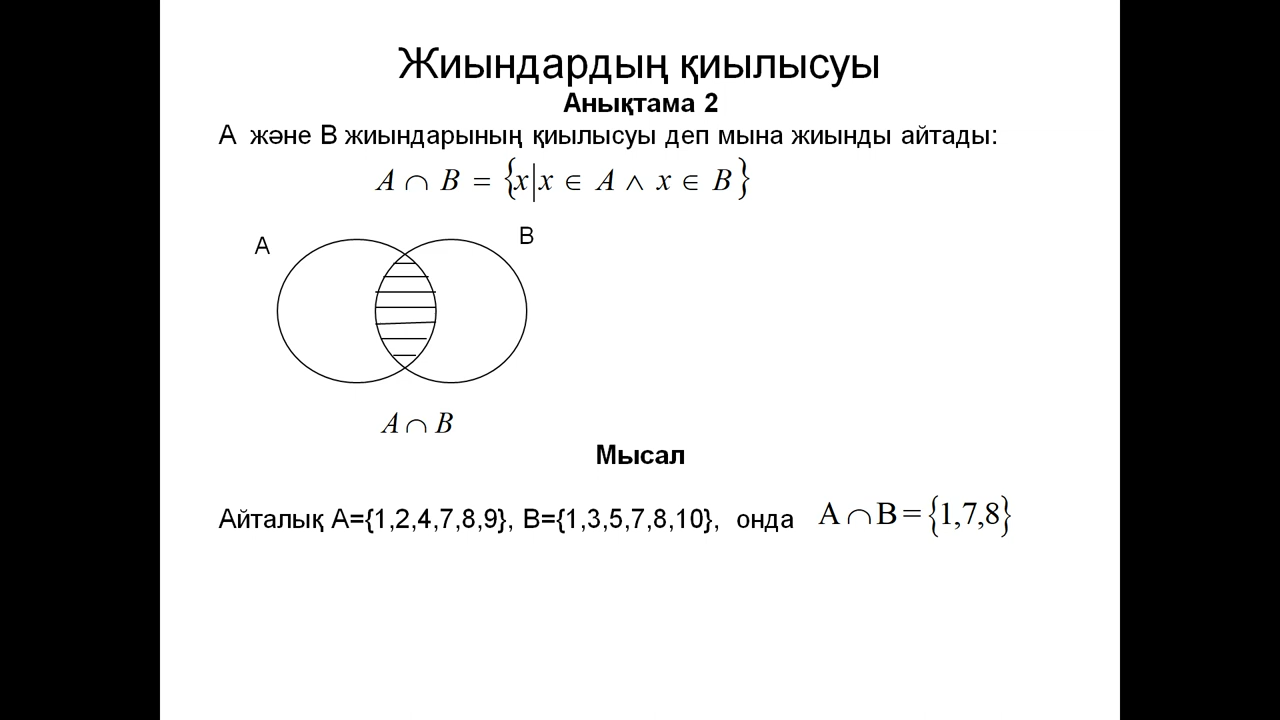 Жиындардың қиылысуы
Анықтама 2
А және В жиындарының қиылысуы деп мына жиынды айтады:
A ∩ B = {x|x ∈ A ∧ x ∈ B}
А
В
A ∩ B
Мысал
Айталық А={1,2,4,7,8,9}, В={1,3,5,7,8,10}, онда A ∩ B = {1,7,8}